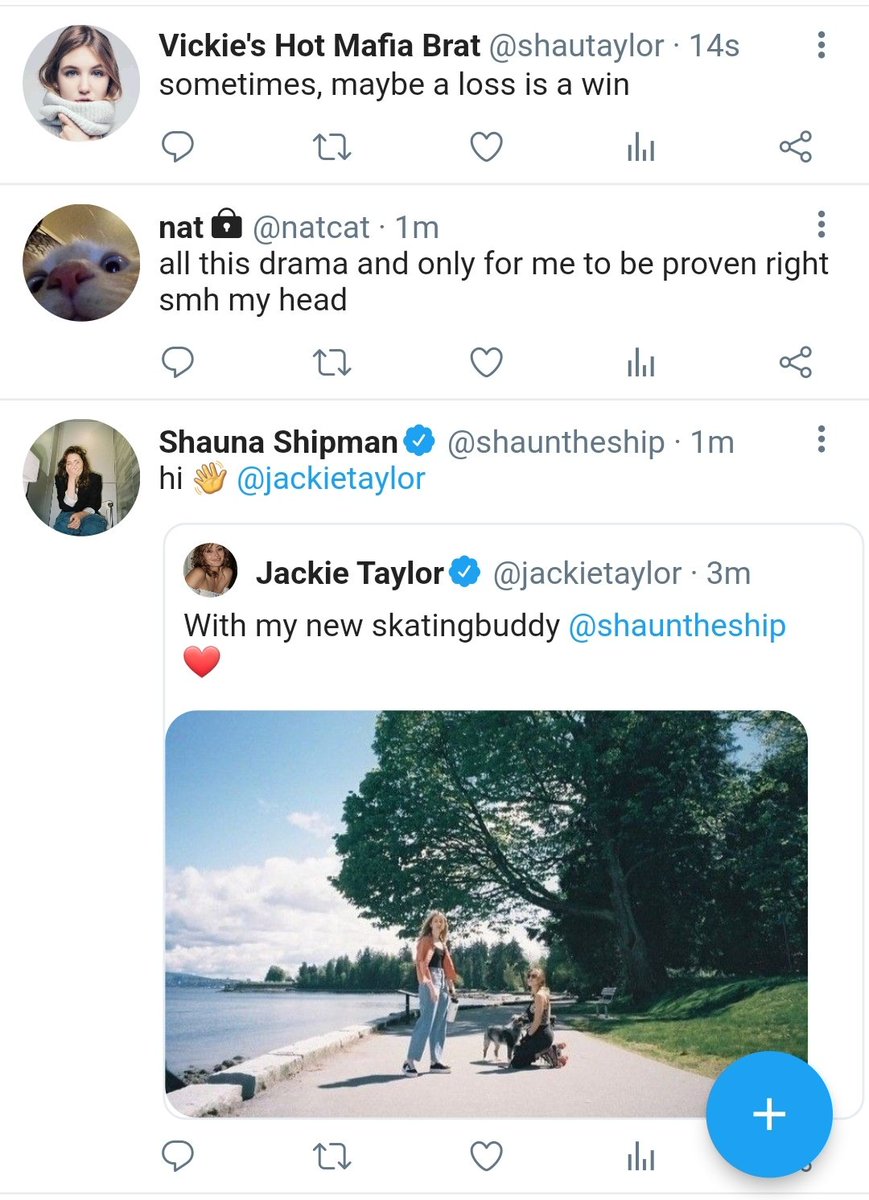 Vickie's Hot Mafia Brat @shautaylor · 14s
sometimes, maybe a loss is a win
nat 🔒 @natcat · 1m
all this drama and only for me to be proven right
smh my head
Shauna Shipman @shauntheship · 1m
hi 👋 @jackietaylor
Jackie Taylor @jackietaylor · 3m
With my new skatingbuddy @shauntheship
❤️